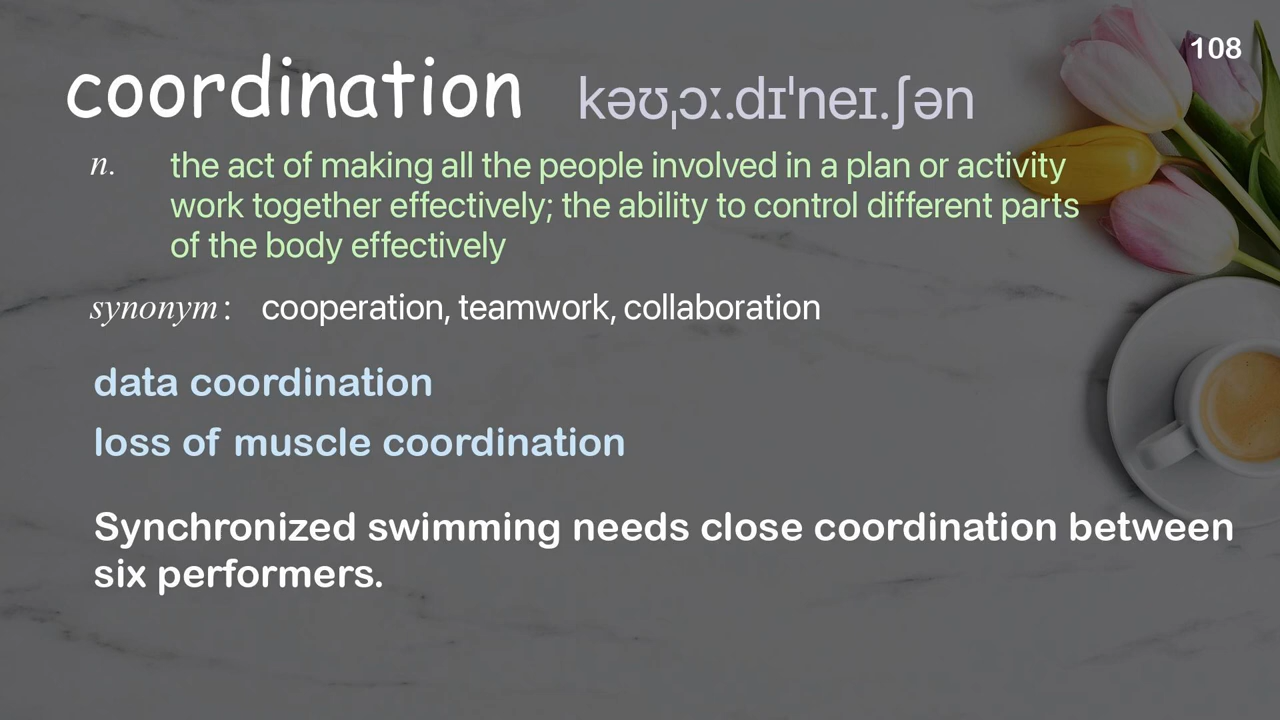 108
coordination kəʊˌɔː.dɪˈneɪ.ʃən
n. the act of making all the people involved in a plan or activity
work together effectively; the ability to control different parts
of the body effectively
synonym: cooperation, teamwork, collaboration
data coordination
loss of muscle coordination
Synchronized swimming needs close coordination between
six performers.